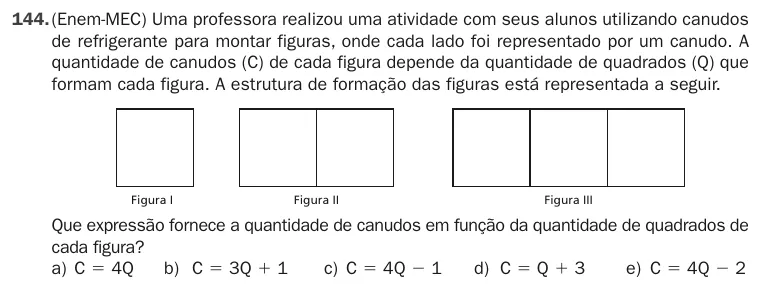 144. (Enem-MEC) Uma professora realizou uma atividade com seus alunos utilizando canudos
de refrigerante para montar figuras, onde cada lado foi representado por um canudo. A
quantidade de canudos (C) de cada figura depende da quantidade de quadrados (Q) que
formam cada figura. A estrutura de formação das figuras está representada a seguir.
Figura I Figura II Figura III
Que expressão fornece a quantidade de canudos em função da quantidade de quadrados de
cada figura?
a) C = 4Q b) C = 3Q + 1 c) C = 4Q − 1 d) C = Q + 3 e) C = 4Q − 2